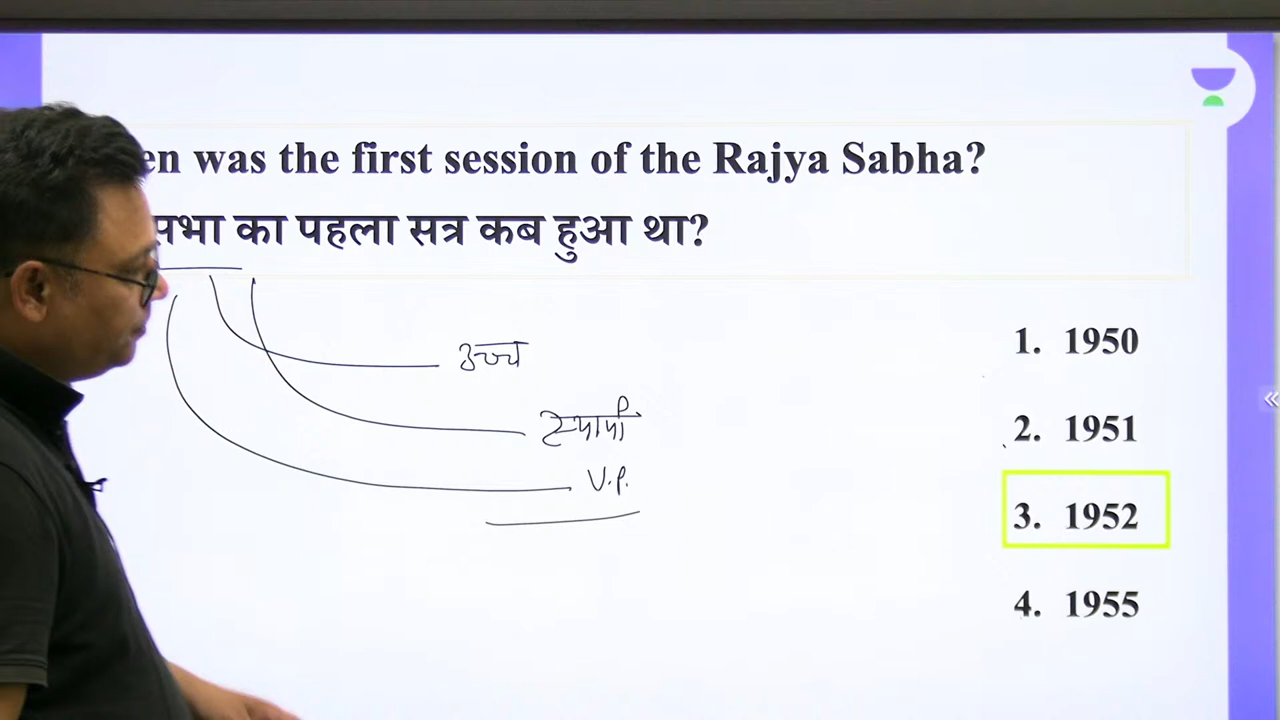 en was the first session of the Rajya Sabha?
सभा का पहला सत्र कब हुआ था?
1. 1950
उच्च
2. 1951
V.P.
3. 1952
4. 1955